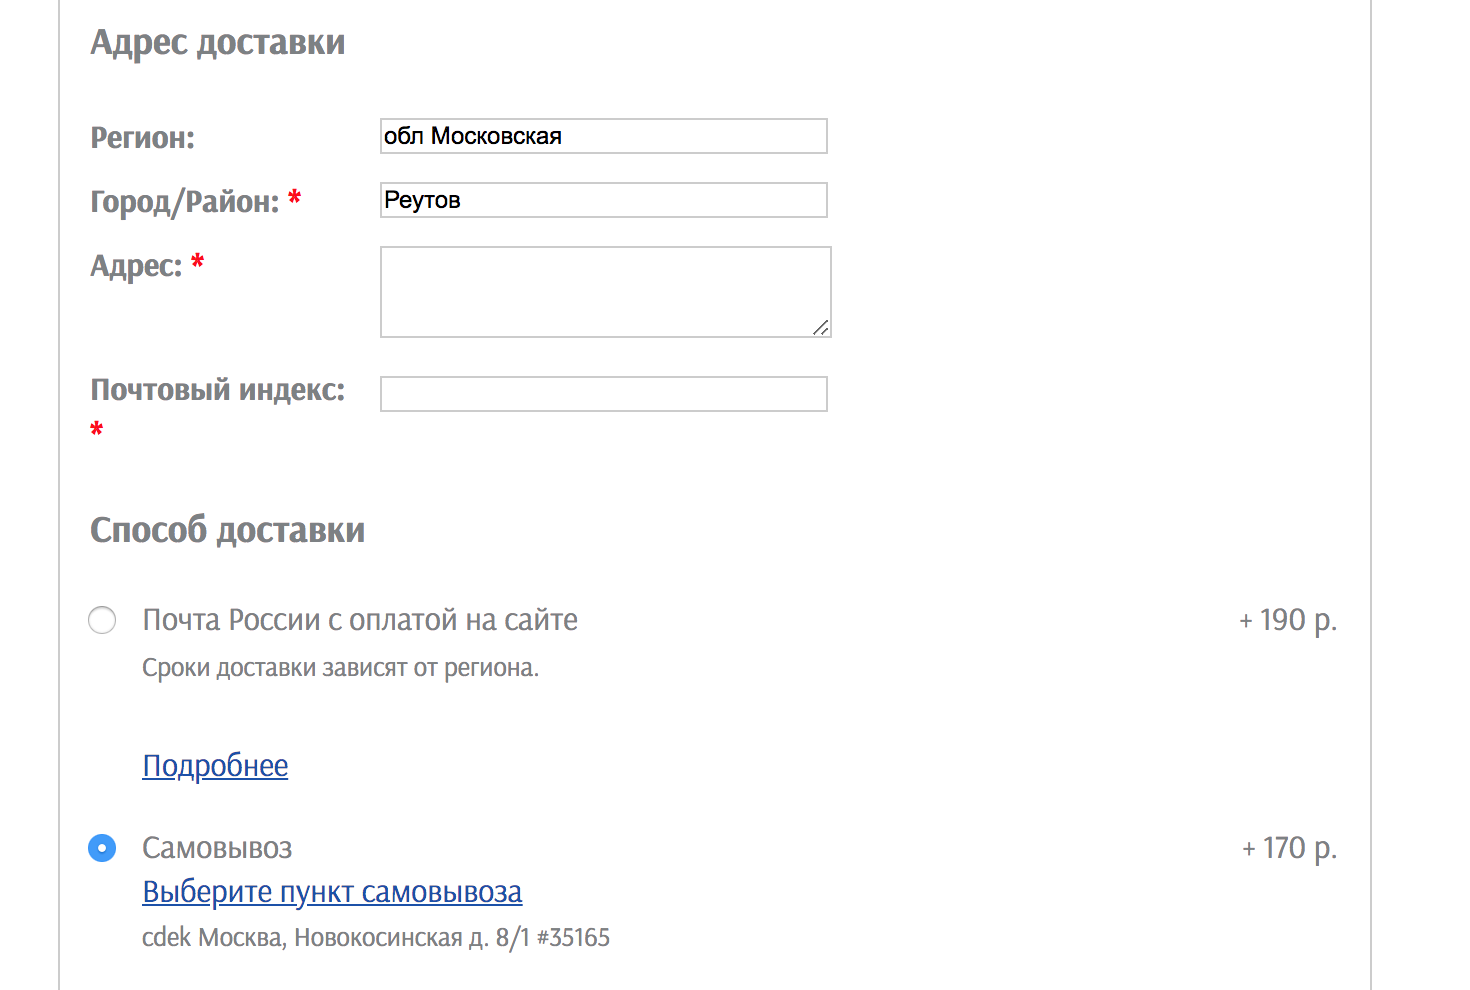 Адрес доставки
Регион: обл Московская
Город/Район: * Реутов
Адрес: *
Почтовый индекс:
*
Способ доставки
Почта России с оплатой на сайте + 190 р.
Сроки доставки зависят от региона.
Подробнее
Самовывоз + 170 р.
Выберите пункт самовывоза
cdek Москва, Новокосинская д. 8/1 #35165